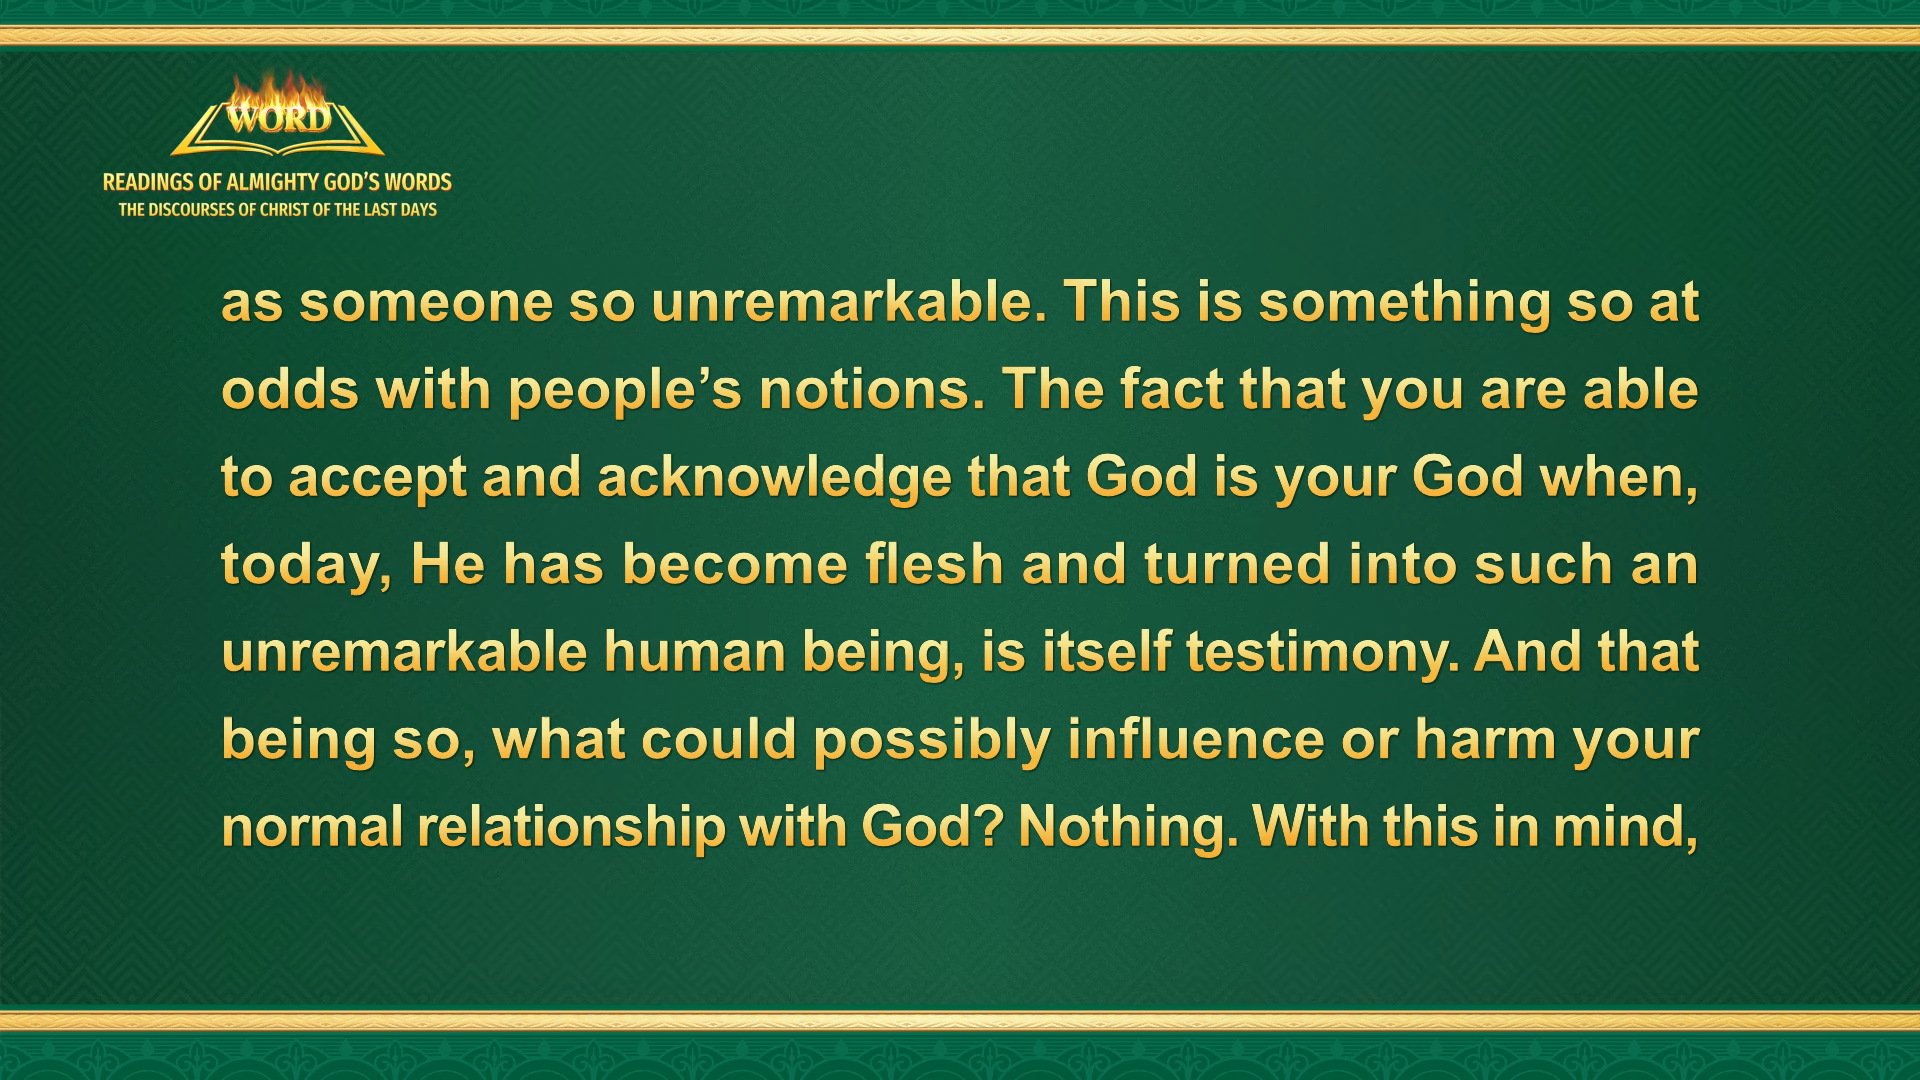 WORD
READINGS OF ALMIGHTY GOD’S WORDS
THE DISCOURSES OF CHRIST OF THE LAST DAYS
as someone so unremarkable. This is something so at
odds with people’s notions. The fact that you are able
to accept and acknowledge that God is your God when,
today, He has become flesh and turned into such an
unremarkable human being, is itself testimony. And that
being so, what could possibly influence or harm your
normal relationship with God? Nothing. With this in mind,